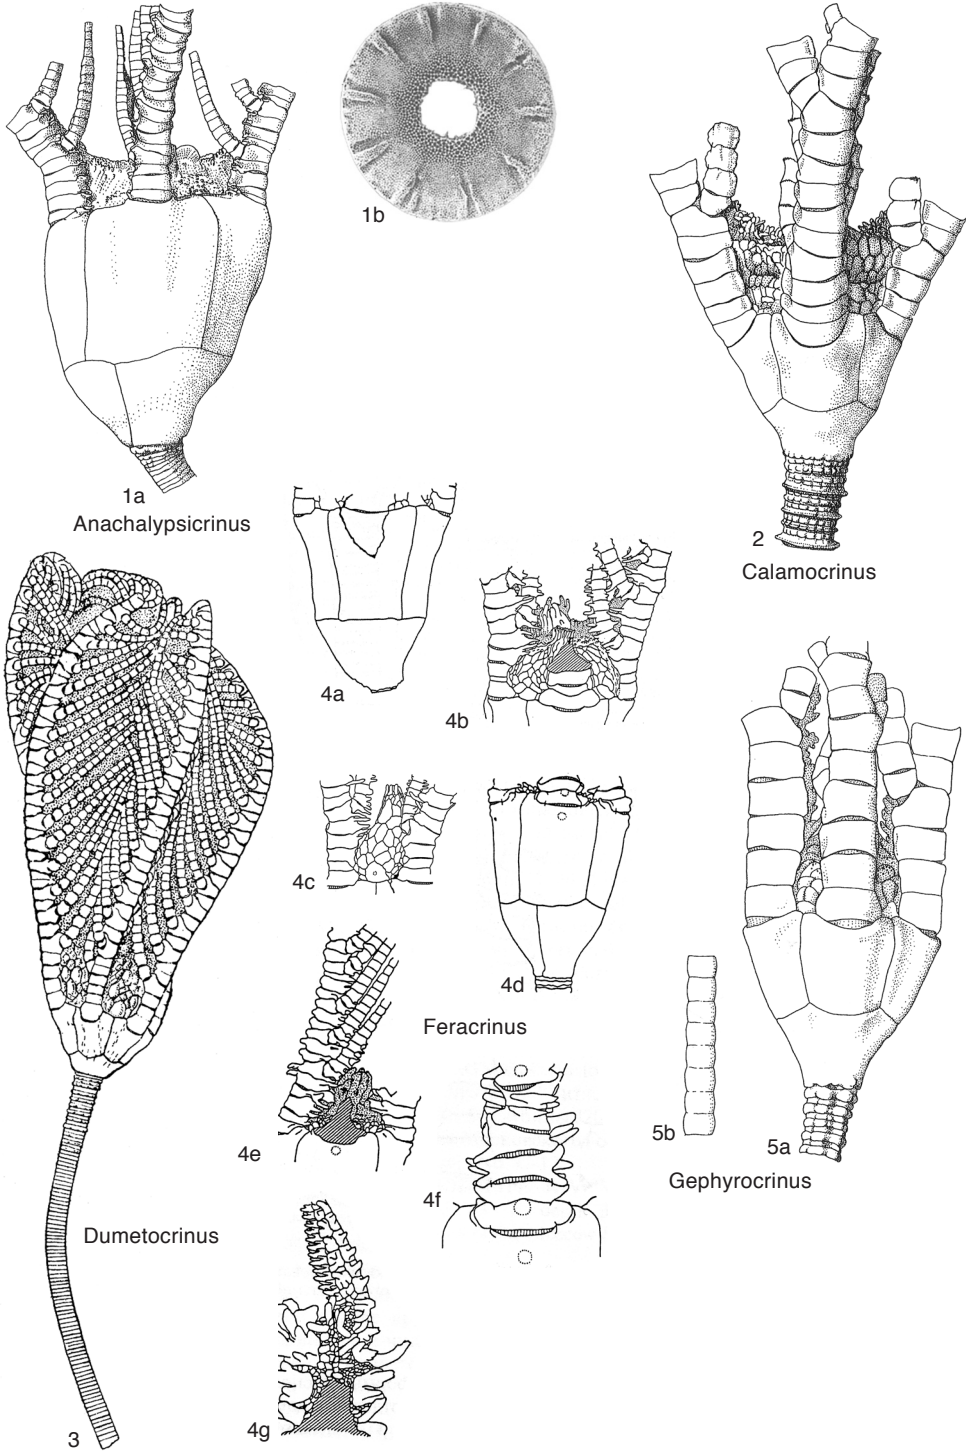 1b
1a
Anachalypsicrinus
2
Calamocrinus
4a
4b
4c
4d
Feracrinus
4e
4f
5b
5a
Gephyrocrinus
Dumetocrinus
3
4g